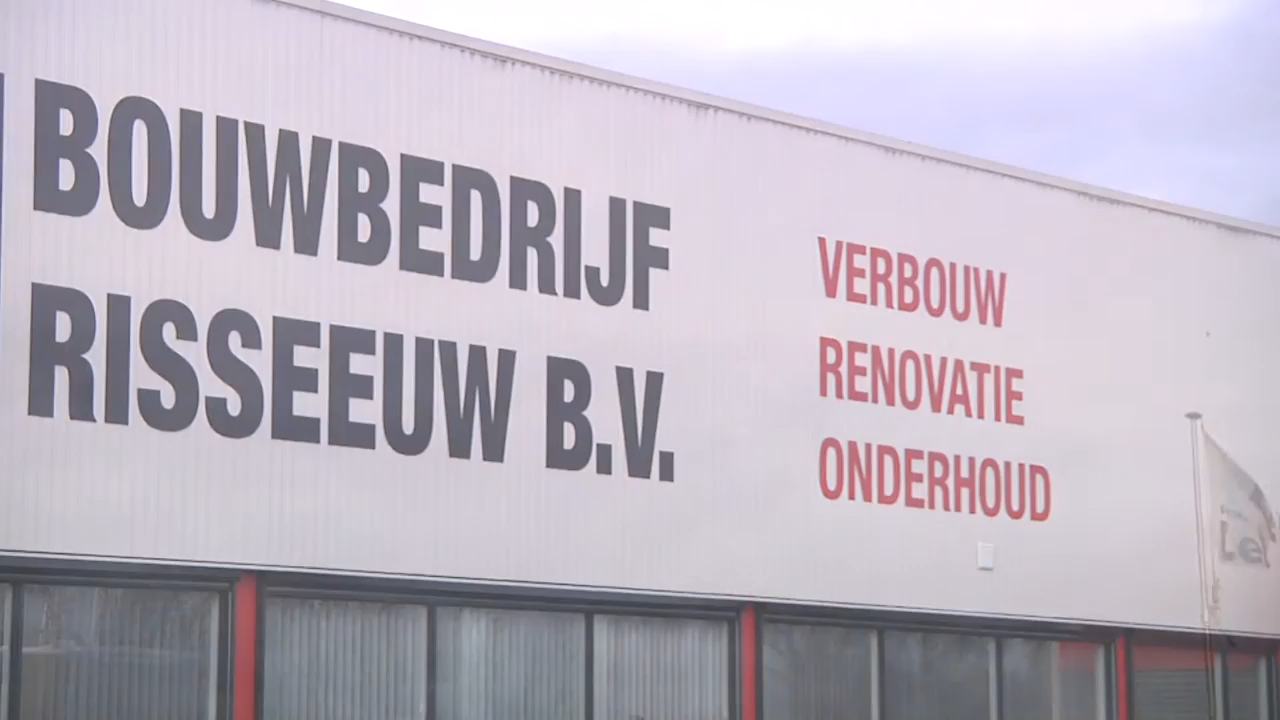 BOUWBEDRIJF
RISSEEUW B.V.
VERBOUW
RENOVATIE
ONDERHOUD